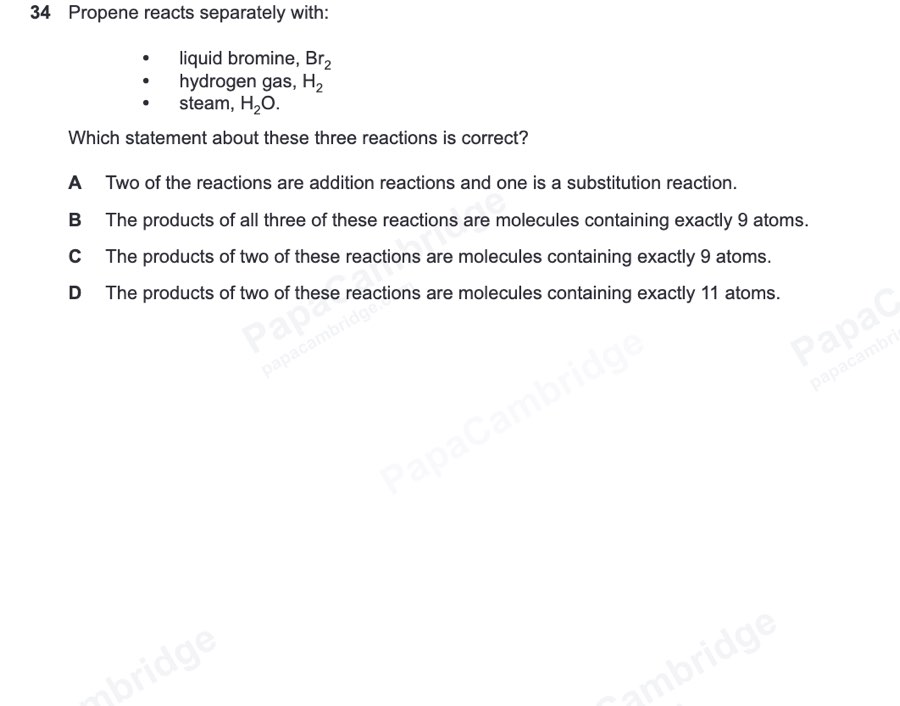 34 Propene reacts separately with:
• liquid bromine, Br₂
• hydrogen gas, H₂
• steam, H₂O.
Which statement about these three reactions is correct?
A Two of the reactions are addition reactions and one is a substitution reaction.
B The products of all three of these reactions are molecules containing exactly 9 atoms.
C The products of two of these reactions are molecules containing exactly 9 atoms.
D The products of two of these reactions are molecules containing exactly 11 atoms.
PapaCambridge
PapaC
PapaCambridge
mbridge
Cambridge